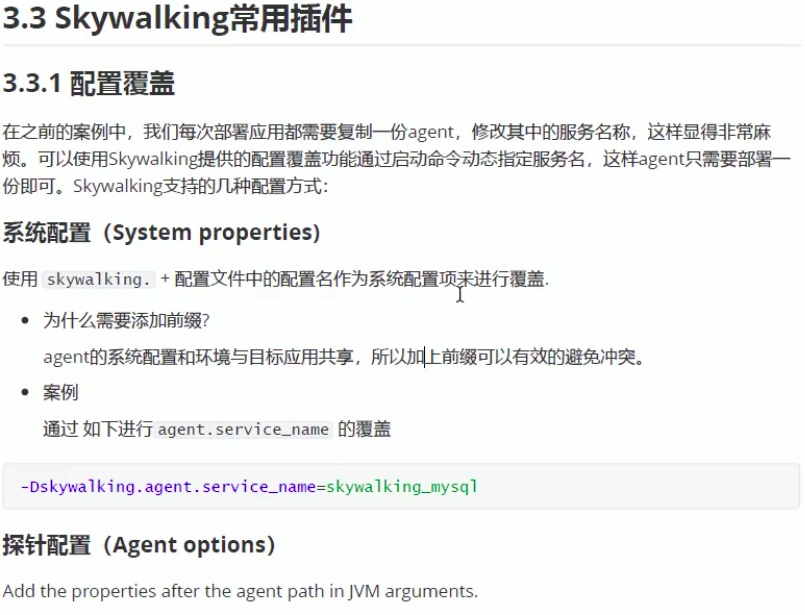 3.3 Skywalking常用插件
3.3.1 配置覆盖
在之前的案例中，我们每次部署应用都需要复制一份agent，修改其中的服务名称，这样显得非常麻
烦。可以使用Skywalking提供的配置覆盖功能通过启动命令动态指定服务名，这样agent只需要部署一
份即可。Skywalking支持的几种配置方式：
系统配置（System properties）
使用 skywalking. + 配置文件中的配置名作为系统配置项来进行覆盖.
为什么需要添加前缀?
agent的系统配置和环境与目标应用共享，所以加上前缀可以有效的避免冲突。
案例
通过 如下进行 agent.service_name 的覆盖
-Dskywalking.agent.service_name=skywalking_mysql
探针配置（Agent options）
Add the properties after the agent path in JVM arguments.